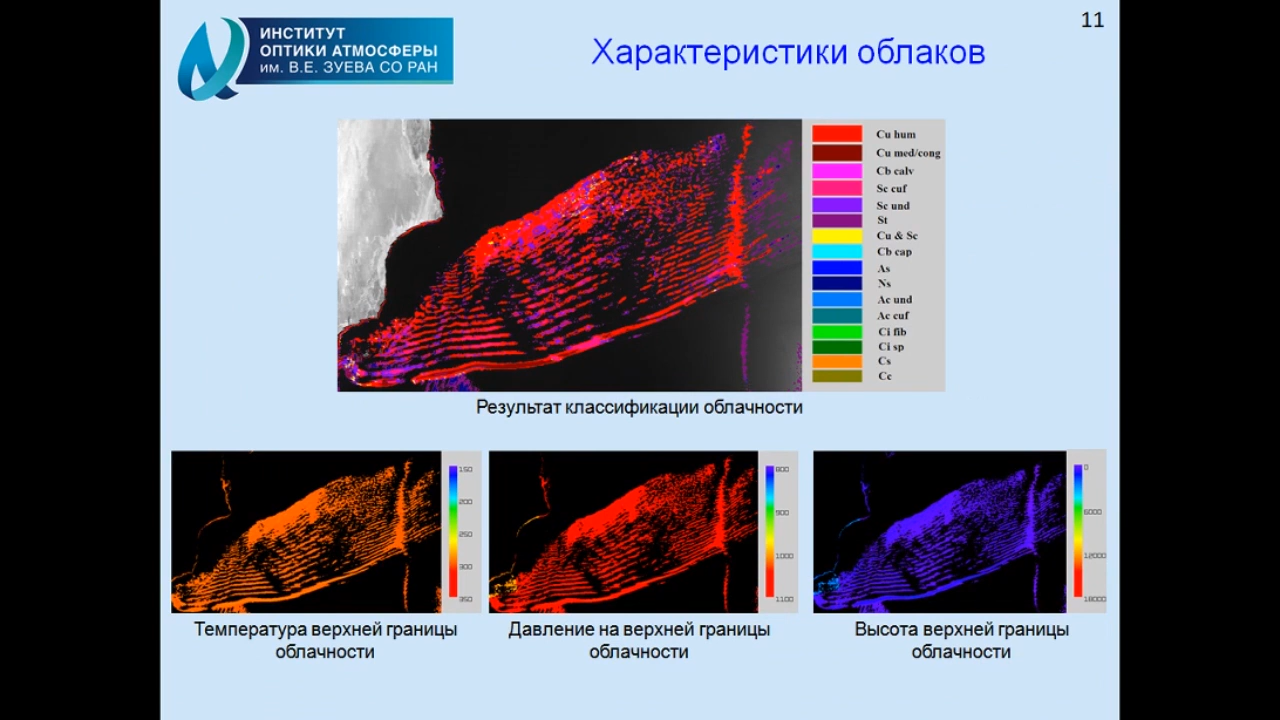 11
ИНСТИТУТ
ОПТИКИ АТМОСФЕРЫ
им. В.Е. ЗУЕВА СО РАН
Характеристики облаков
Cu hum
Cu med/cong
Cb calv
Sc cuf
Sc und
St
Cu & Sc
Cb cap
As
Ns
Ac und
Ac cuf
Ci fib
Ci sp
Cs
Cc
Результат классификации облачности
150
200
250
300
350
800
900
1000
1100
0
6000
12000
18000
Температура верхней границы
облачности
Давление на верхней границы
облачности
Высота верхней границы
облачности